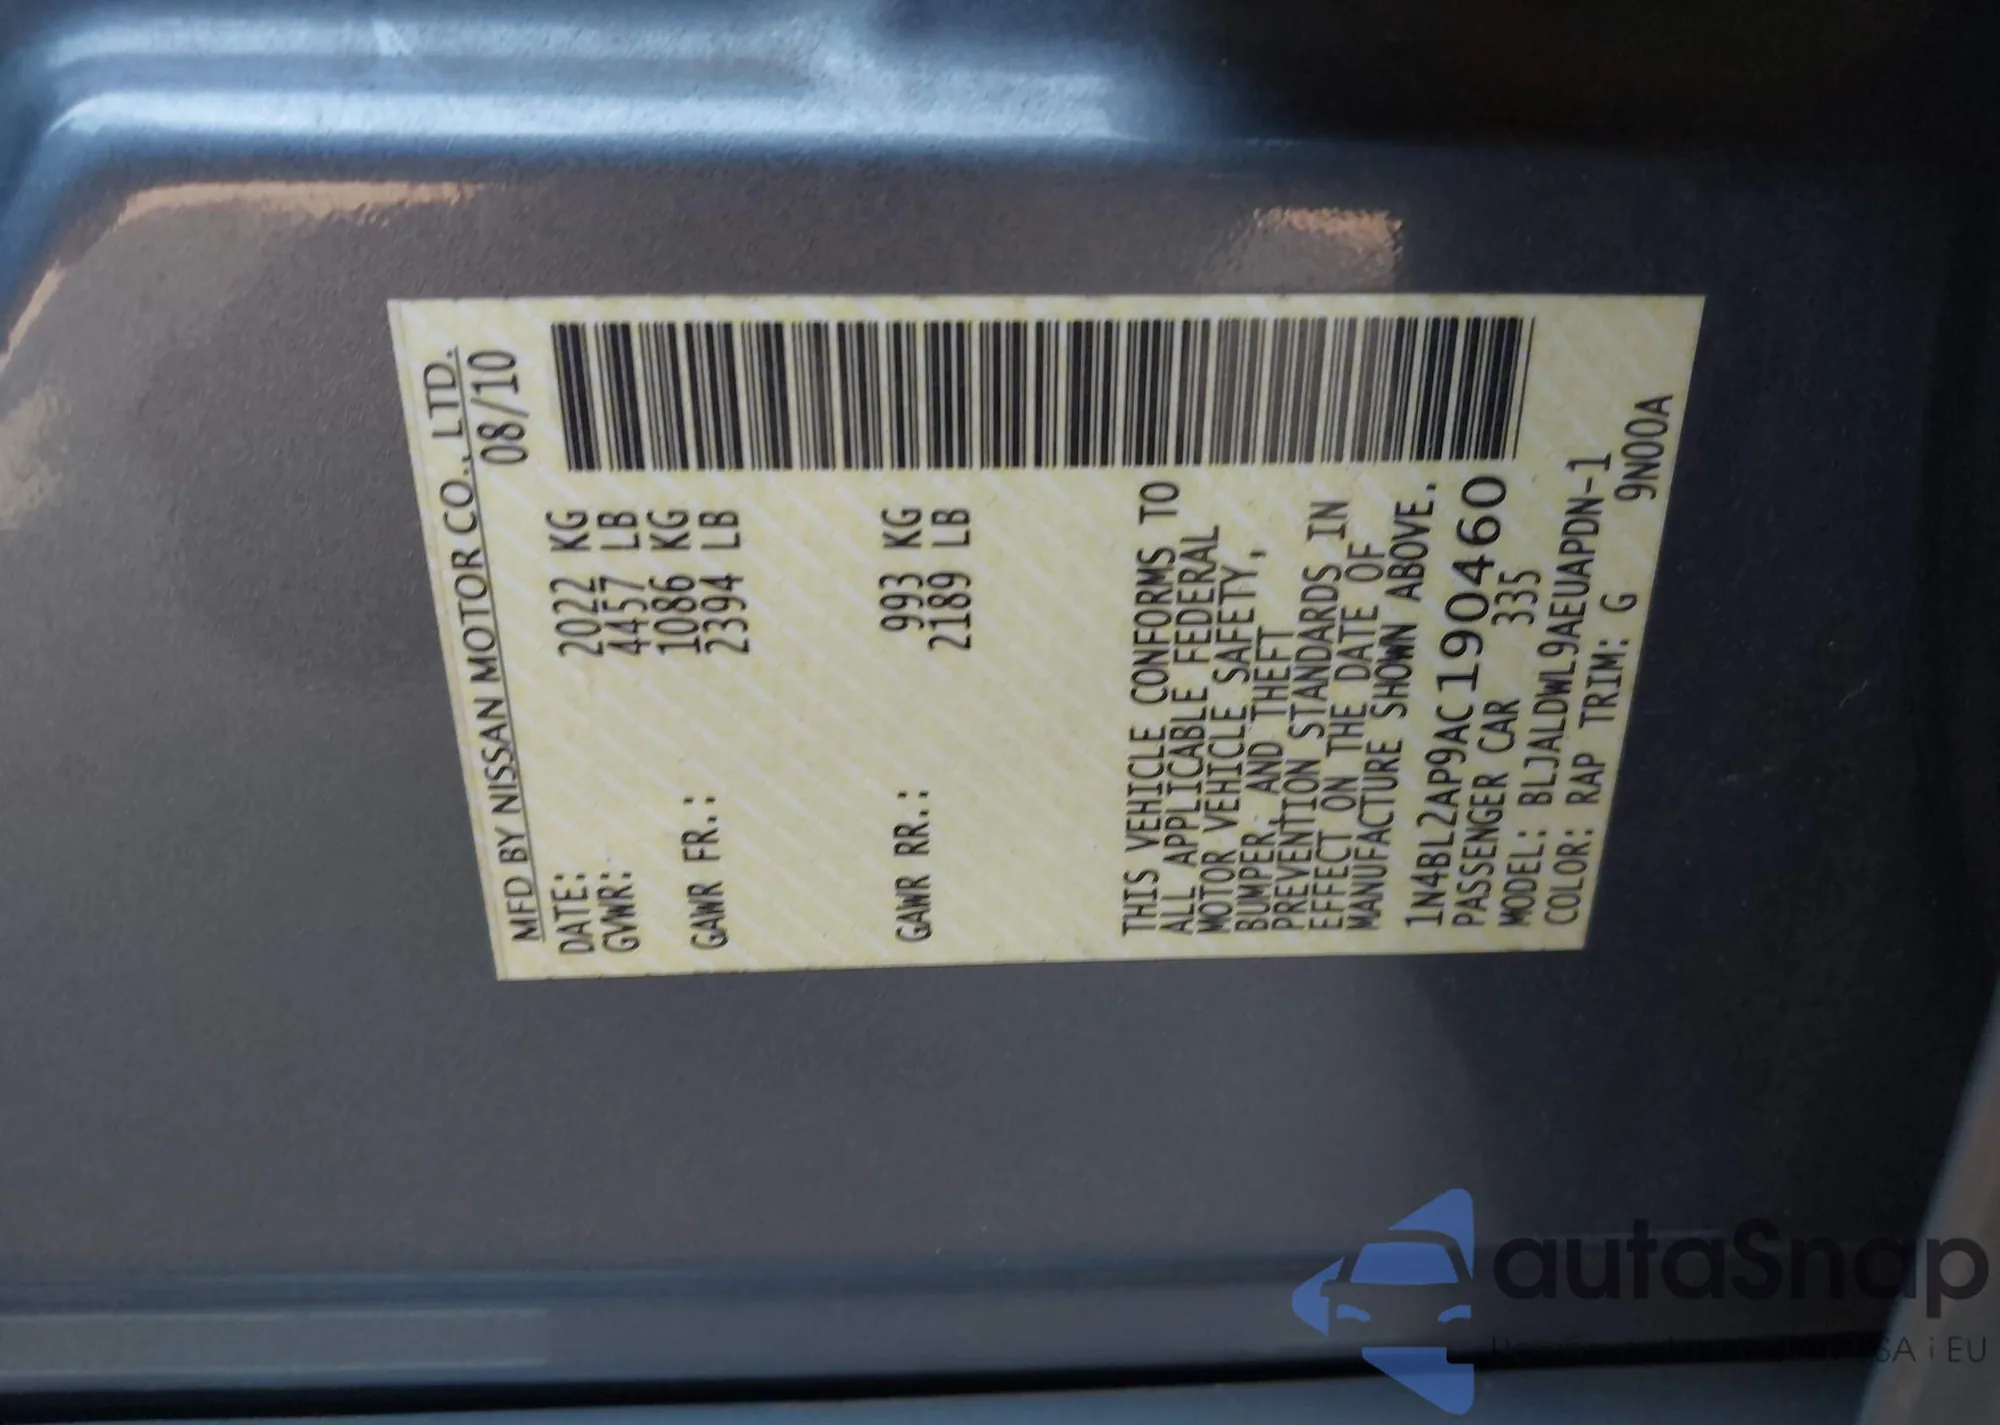 MFD BY NISSAN MOTOR CO., LTD.
DATE: 08/10
GVWR: 2022 KG
4457 LB
GAWR FR.: 1086 KG
2394 LB
GAWR RR.: 993 KG
2189 LB
THIS VEHICLE CONFORMS TO
ALL APPLICABLE FEDERAL
MOTOR VEHICLE SAFETY,
BUMPER, AND THEFT
PREVENTION STANDARDS IN
EFFECT ON THE DATE OF
MANUFACTURE SHOWN ABOVE.
1N4BL2AP9AC190460
PASSENGER CAR 335
MODEL: BLJALDWL9AEUAPDN-1
COLOR: RAP TRIM: G 9N00A
autaSnap
USA i EU